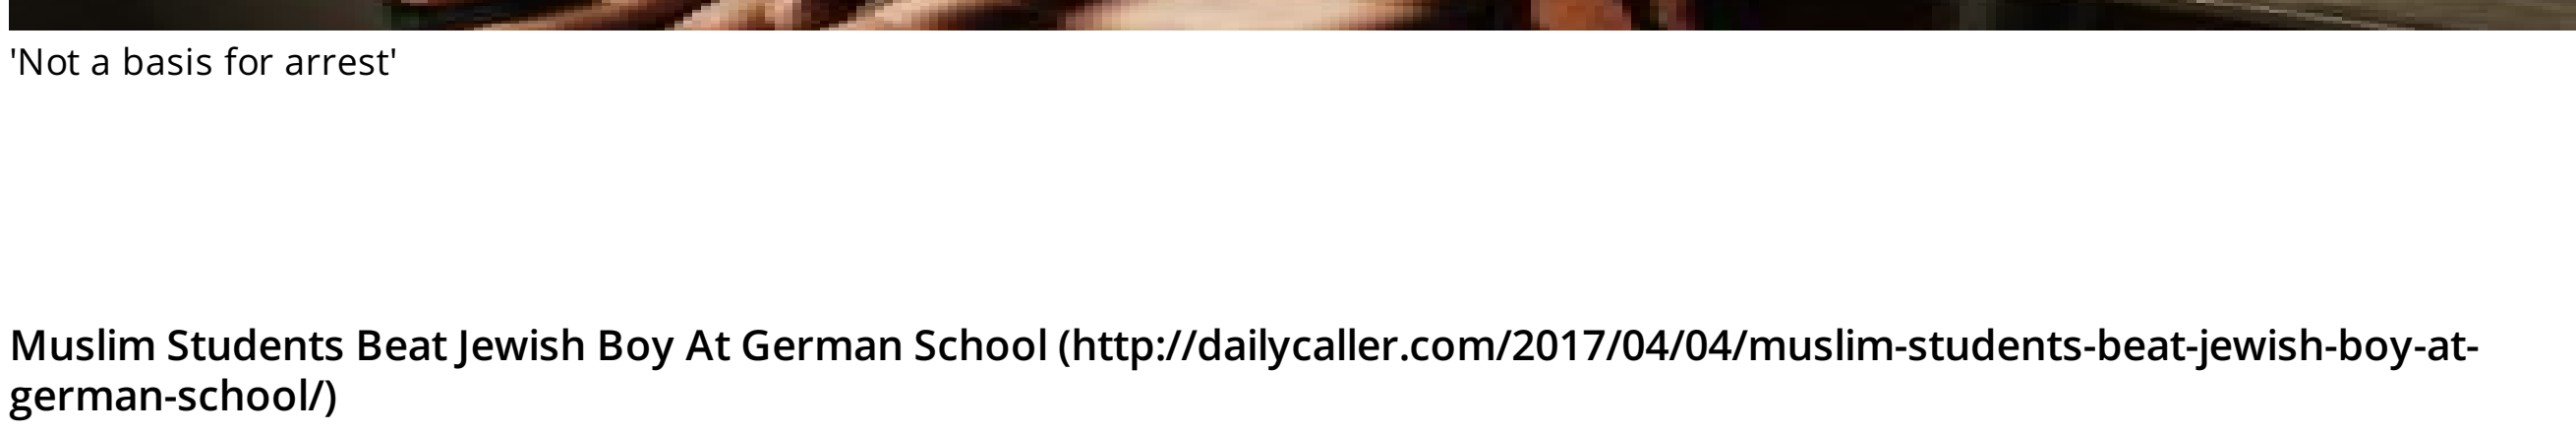 'Not a basis for arrest'
Muslim Students Beat Jewish Boy At German School (http://dailycaller.com/2017/04/04/muslim-students-beat-jewish-boy-at-
german-school/)